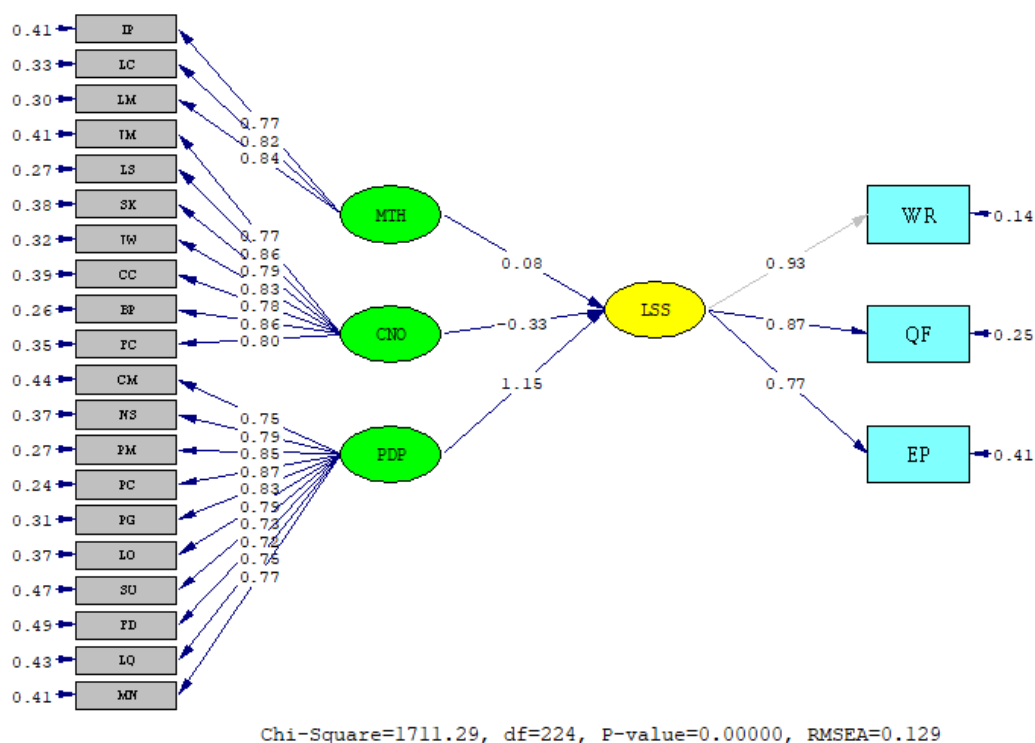 0.41 IP
0.33 LC
0.30 LM
0.41 IM
0.27 LS
0.38 SK
0.32 IW
0.39 CC
0.26 BP
0.35 FC
0.44 CM
0.37 NS
0.27 PM
0.24 PC
0.31 PG
0.37 LO
0.47 SU
0.49 FD
0.43 LQ
0.41 MN
0.77
0.82
0.84
0.77
0.86
0.79
0.83
0.78
0.86
0.80
0.75
0.79
0.85
0.87
0.83
0.79
0.73
0.72
0.75
0.77
MTH
CNO
PDP
0.08
-0.33
1.15
LSS
0.93
0.87
0.77
WR 0.14
QF 0.25
EP 0.41
Chi-Square=1711.29, df=224, P-value=0.00000, RMSEA=0.129